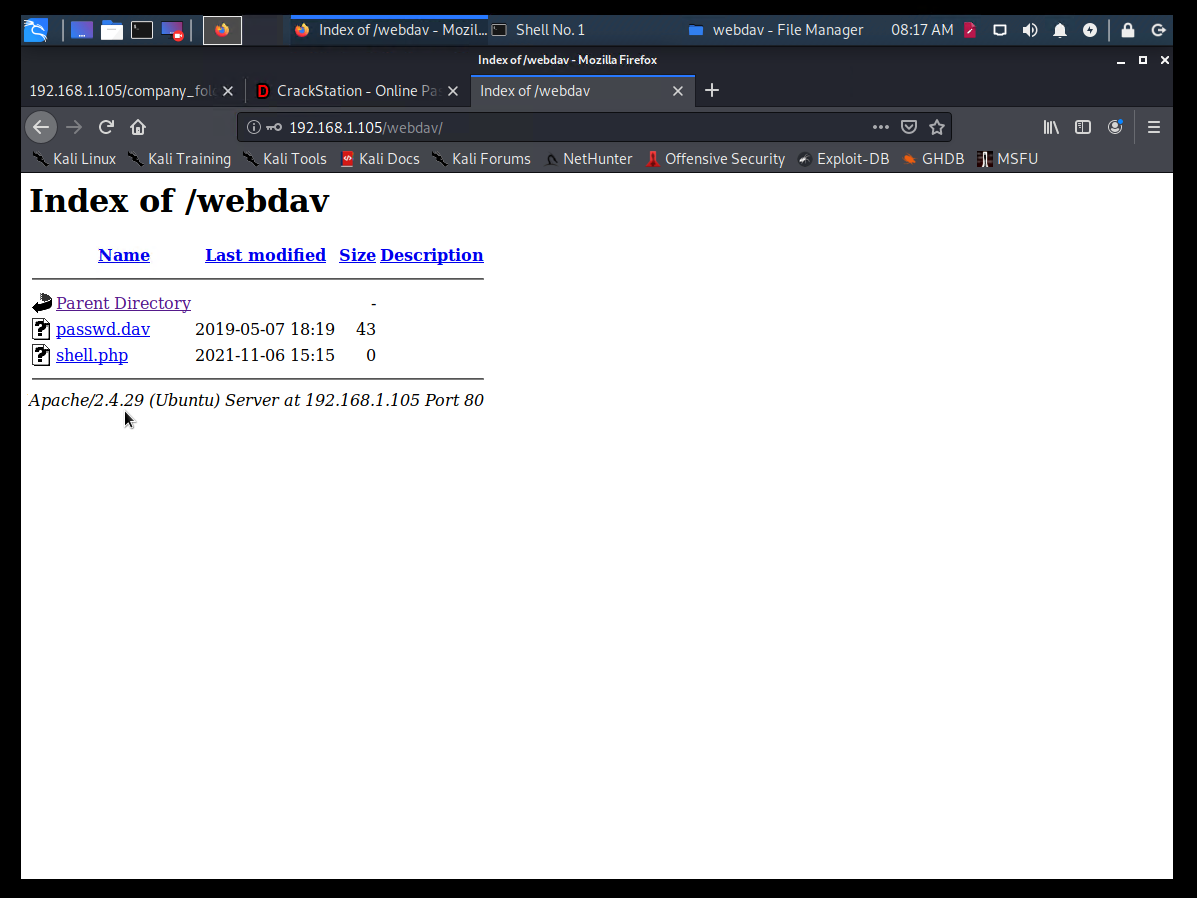 Index of /webdav - Mozil... Shell No. 1 webdav - File Manager 08:17 AM
Index of /webdav - Mozilla Firefox
192.168.1.105/company_fol CrackStation - Online Pa Index of /webdav
192.168.1.105/webdav/
Kali Linux Kali Training Kali Tools Kali Docs Kali Forums NetHunter Offensive Security Exploit-DB GHDB MSFU
Index of /webdav
Name Last modified Size Description
Parent Directory -
passwd.dav 2019-05-07 18:19 43
shell.php 2021-11-06 15:15 0
Apache/2.4.29 (Ubuntu) Server at 192.168.1.105 Port 80